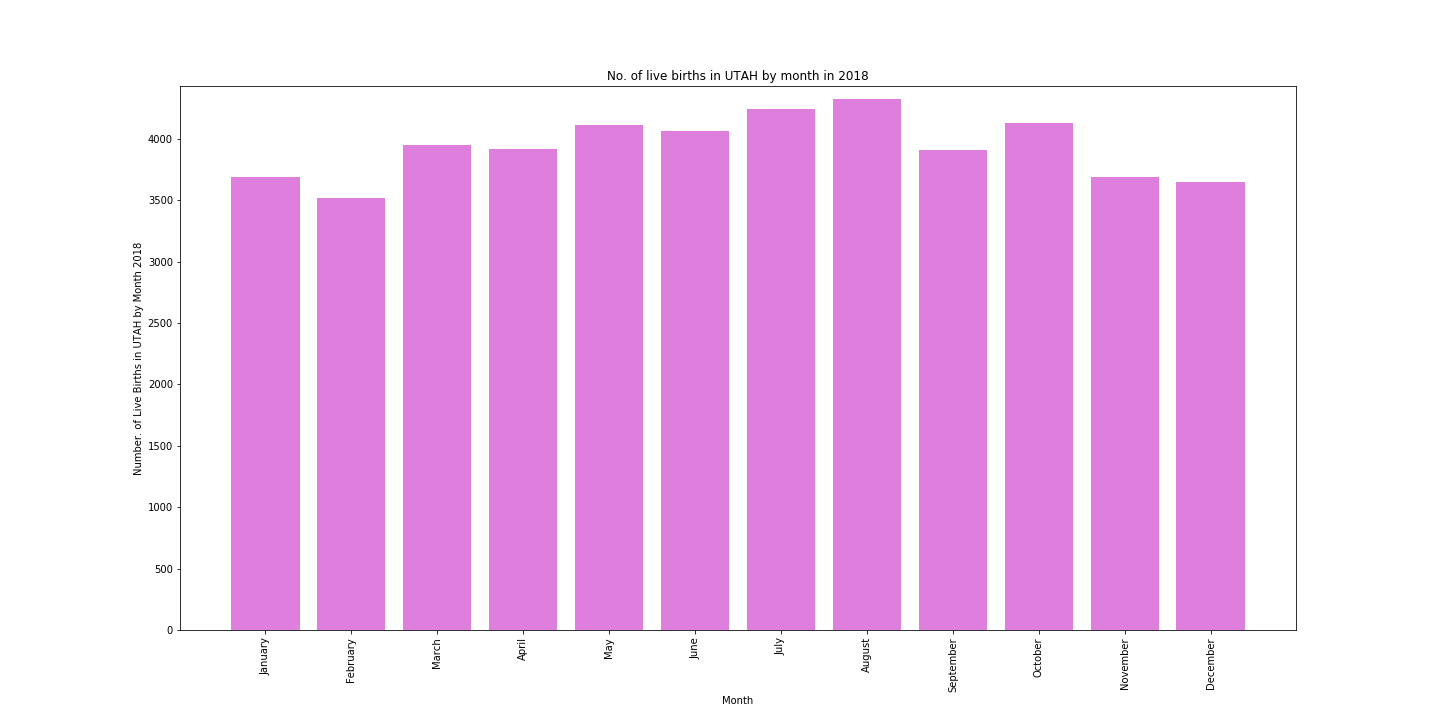 No. of live births in UTAH by month in 2018
Number. of Live Births in UTAH by Month 2018
4000
3500
3000
2500
2000
1500
1000
500
0
January
February
March
April
May
June
July
August
September
October
November
December
Month